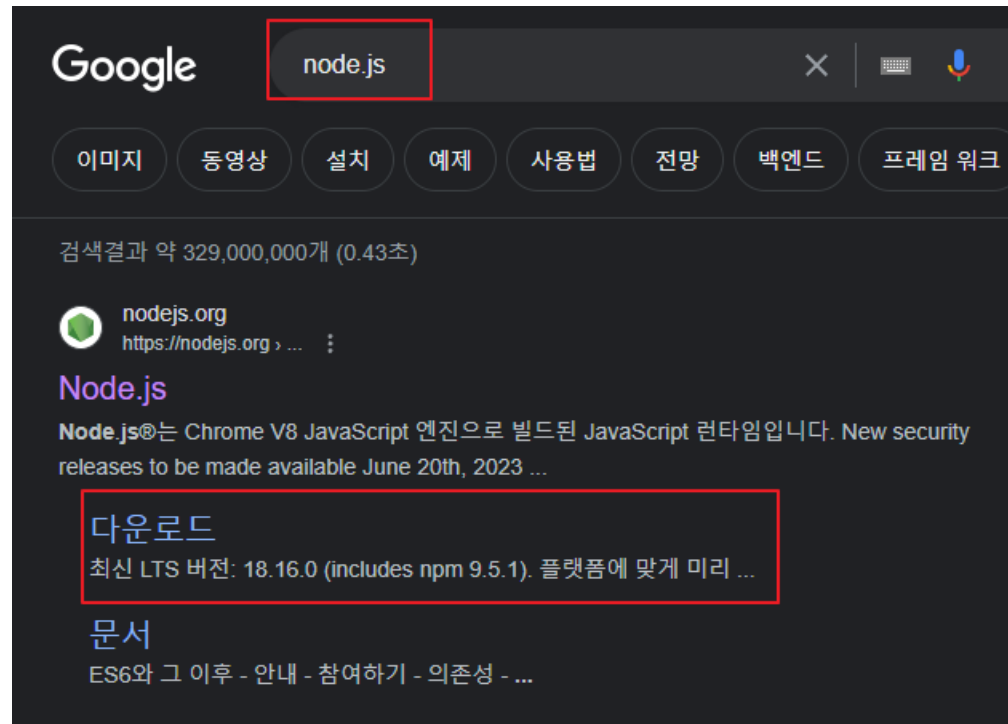 Google
node.js
이미지 동영상 설치 예제 사용법 전망 백엔드 프레임 워크
검색결과 약 329,000,000개 (0.43초)
nodejs.org
https://nodejs.org › ...
Node.js
Node.js®는 Chrome V8 JavaScript 엔진으로 빌드된 JavaScript 런타임입니다. New security
releases to be made available June 20th, 2023 ...
다운로드
최신 LTS 버전: 18.16.0 (includes npm 9.5.1). 플랫폼에 맞게 미리 ...
문서
ES6와 그 이후 - 안내 - 참여하기 - 의존성 - ...